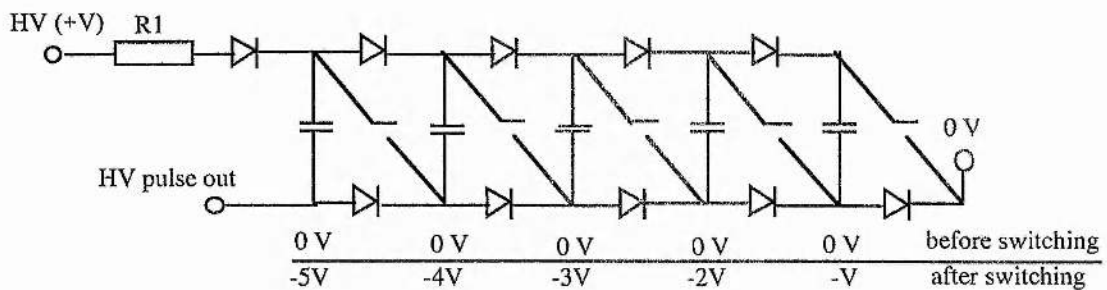 HV (+V)
R1
0 V
HV pulse out
0 V 0 V 0 V 0 V 0 V before switching
-5V -4V -3V -2V -V after switching